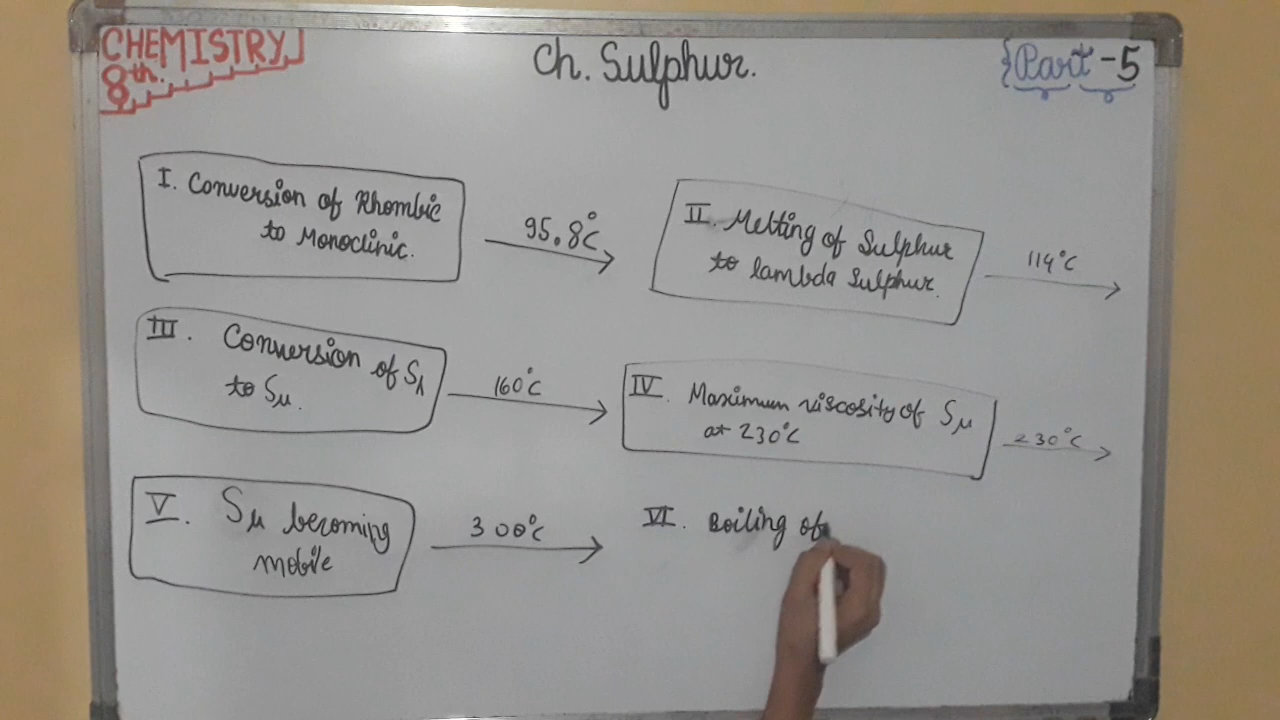 CHEMISTRY
8th.
Ch. Sulphur.
Part-5
I. Conversion of Rhombic
to Monoclinic.
95.8°C
II. Melting of Sulphur
to lambda Sulphur.
114°C
III. Conversion of Sλ
to Sμ.
160°C
IV. Maximum viscosity of Sμ
at 230°C
230°C
V. Sμ becoming
mobile
300°C
VI. Boiling of